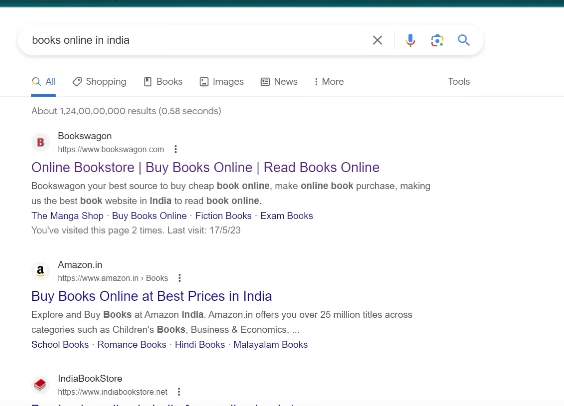 books online in india
All Shopping Books Images News More Tools
About 1,24,00,00,000 results (0.58 seconds)
B Bookswagon
https://www.bookswagon.com
Online Bookstore | Buy Books Online | Read Books Online
Bookswagon your best source to buy cheap book online, make online book purchase, making
us the best book website in India to read book online.
The Manga Shop · Buy Books Online · Fiction Books · Exam Books
You've visited this page 2 times. Last visit: 17/5/23
a Amazon.in
https://www.amazon.in › Books
Buy Books Online at Best Prices in India
Explore and Buy Books at Amazon India. Amazon.in offers you over 25 million titles across
categories such as Children's Books, Business & Economics, ...
School Books · Romance Books · Hindi Books · Malayalam Books
IndiaBookStore
https://www.indiabookstore.net